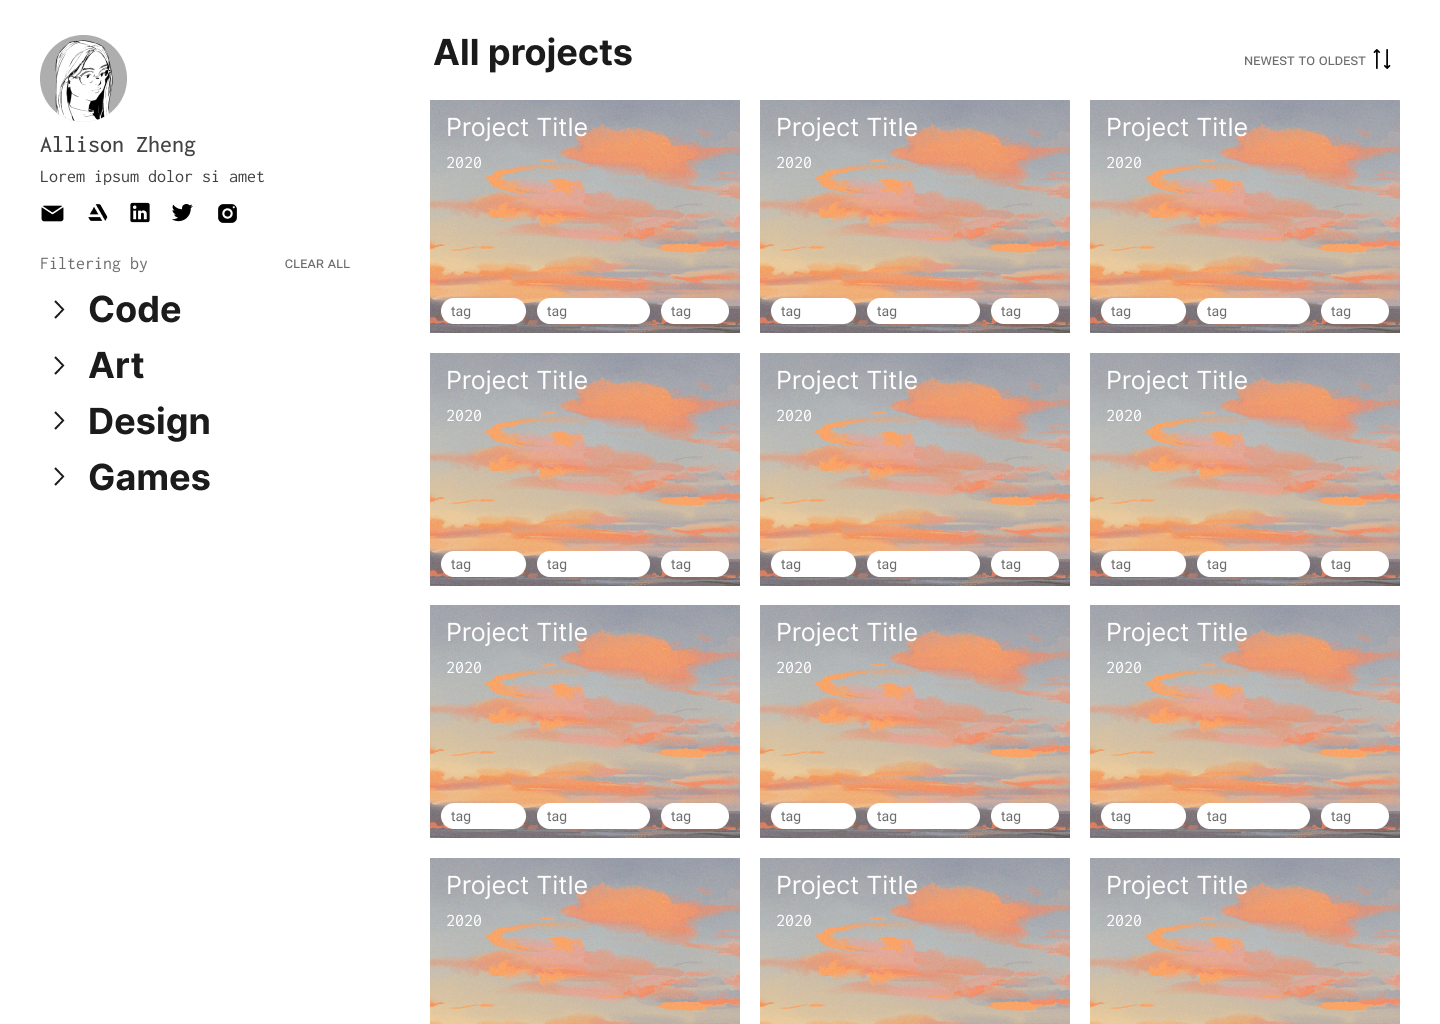 Allison Zheng
Lorem ipsum dolor si amet
Filtering by
CLEAR ALL
Code
Art
Design
Games
All projects
NEWEST TO OLDEST
Project Title
2020
tag tag tag
Project Title
2020
tag tag tag
Project Title
2020
tag tag tag
Project Title
2020
tag tag tag
Project Title
2020
tag tag tag
Project Title
2020
tag tag tag
Project Title
2020
tag tag tag
Project Title
2020
tag tag tag
Project Title
2020
tag tag tag
Project Title
2020
Project Title
2020
Project Title
2020